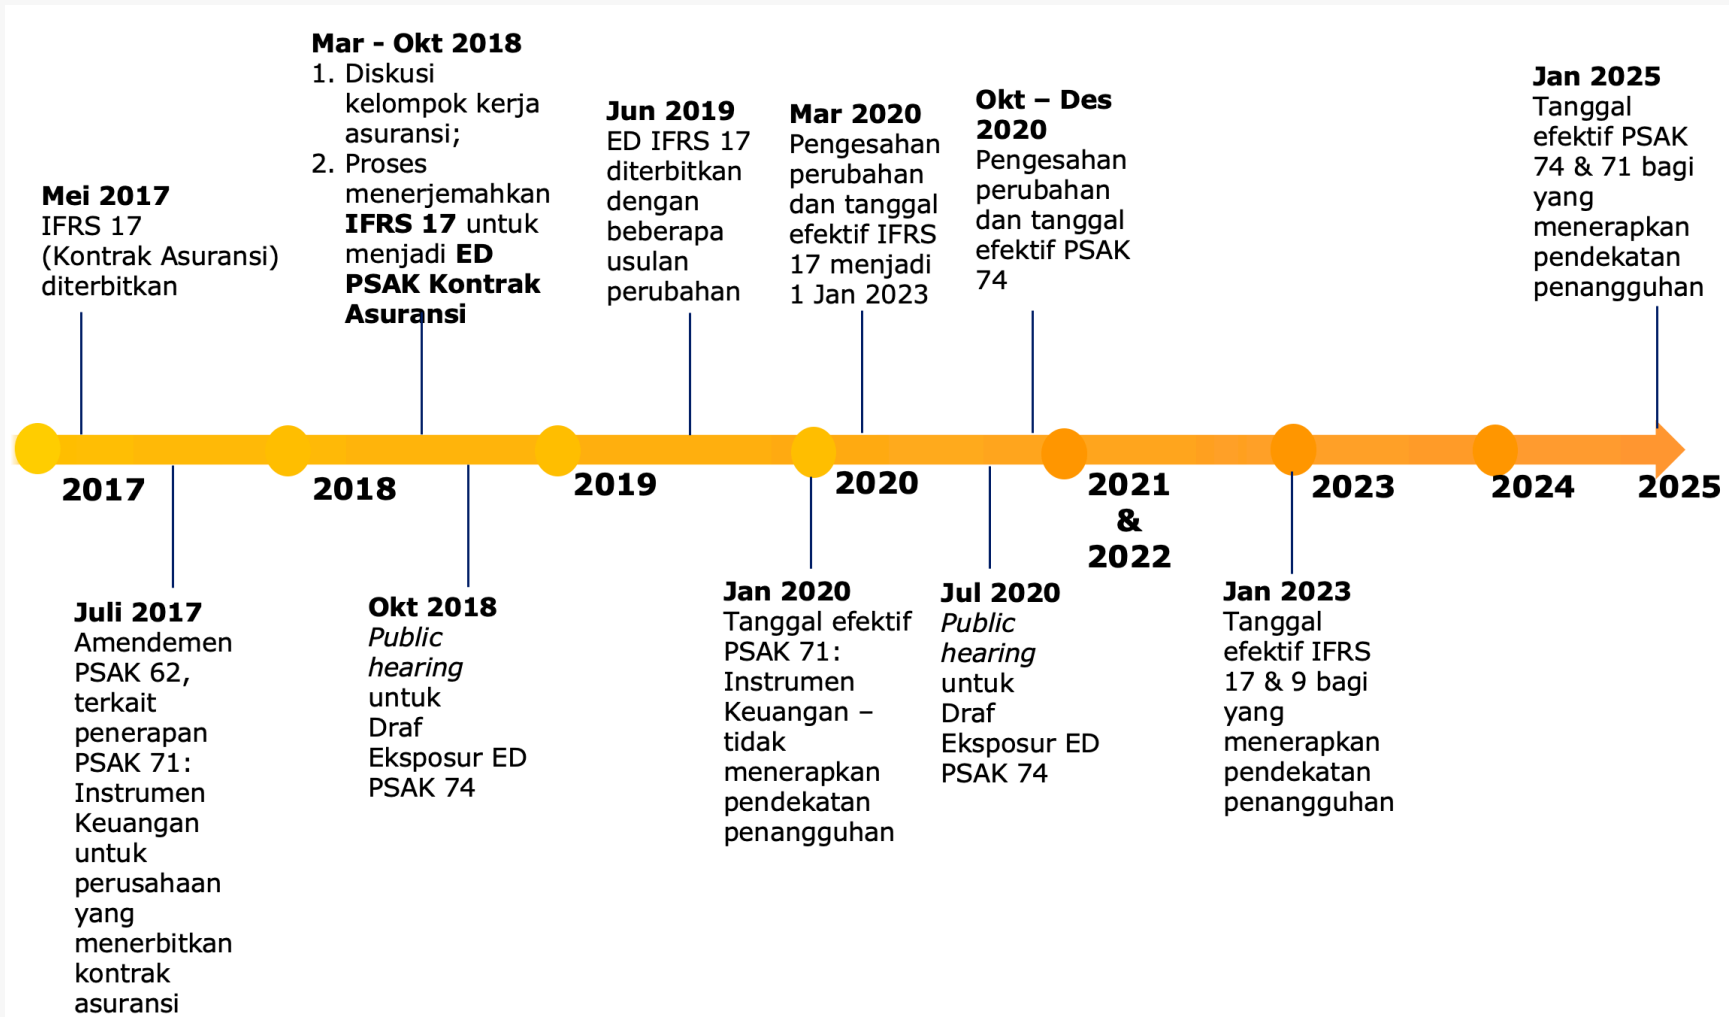 Mar - Okt 2018
1. Diskusi
kelompok kerja
asuransi;
2. Proses
menerjemahkan
IFRS 17 untuk
menjadi ED
PSAK Kontrak
Asuransi
Mei 2017
IFRS 17
(Kontrak Asuransi)
diterbitkan
Jun 2019
ED IFRS 17
diterbitkan
dengan
beberapa
usulan
perubahan
Mar 2020
Pengesahan
perubahan
dan tanggal
efektif IFRS
17 menjadi
1 Jan 2023
Okt – Des
2020
Pengesahan
perubahan
dan tanggal
efektif PSAK
74
Jan 2025
Tanggal
efektif PSAK
74 & 71 bagi
yang
menerapkan
pendekatan
penangguhan
2017
2018
2019
2020
2021
&
2022
2023
2024
2025
Juli 2017
Amendemen
PSAK 62,
terkait
penerapan
PSAK 71:
Instrumen
Keuangan
untuk
perusahaan
yang
menerbitkan
kontrak
asuransi
Okt 2018
Public
hearing
untuk
Draf
Eksposur ED
PSAK 74
Jan 2020
Tanggal efektif
PSAK 71:
Instrumen
Keuangan –
tidak
menerapkan
pendekatan
penangguhan
Jul 2020
Public
hearing
untuk
Draf
Eksposur ED
PSAK 74
Jan 2023
Tanggal
efektif IFRS
17 & 9 bagi
yang
menerapkan
pendekatan
penangguhan